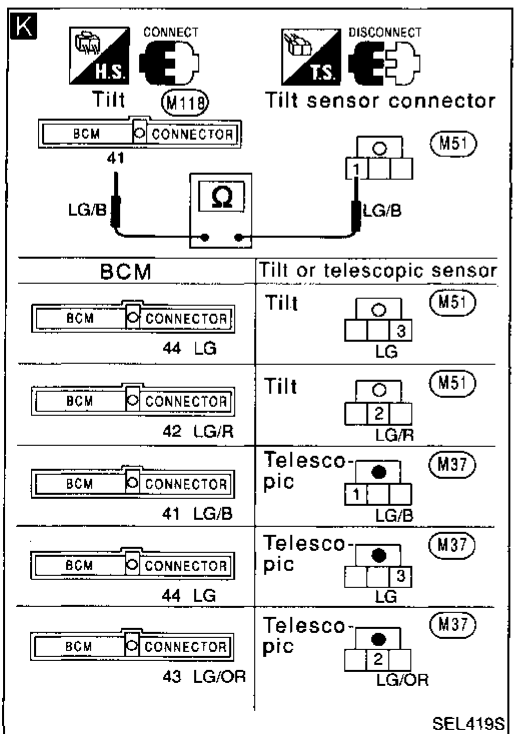 K
CONNECT DISCONNECT
H.S. T.S.
Tilt M118 Tilt sensor connector
BCM CONNECTOR M51
41 1
LG/B Ω LG/B
BCM Tilt or telescopic sensor
BCM CONNECTOR Tilt M51
3
44 LG LG
BCM CONNECTOR Tilt M51
2
42 LG/R LG/R
BCM CONNECTOR Telesco- M37
pic 1
41 LG/B LG/B
BCM CONNECTOR Telesco- M37
pic 3
44 LG LG
BCM CONNECTOR Telesco- M37
pic 2
43 LG/OR LG/OR
SEL419S